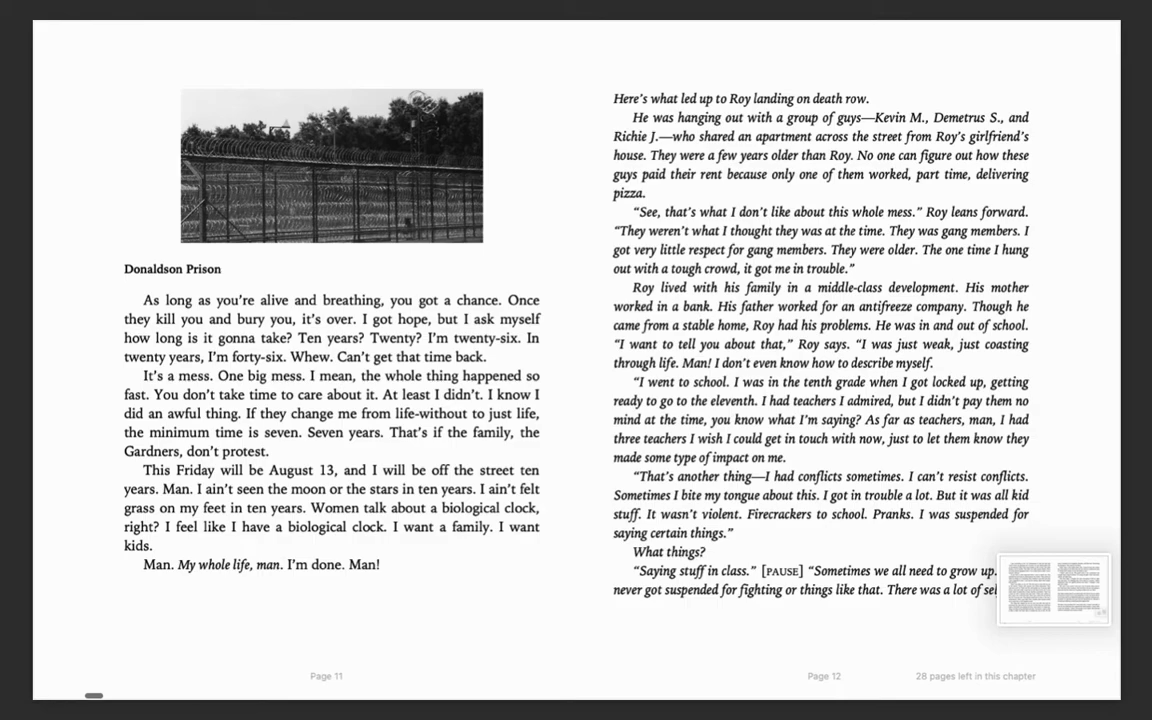 Donaldson Prison
As long as you’re alive and breathing, you got a chance. Once
they kill you and bury you, it’s over. I got hope, but I ask myself
how long is it gonna take? Ten years? Twenty? I’m twenty-six. In
twenty years, I’m forty-six. Whew. Can’t get that time back.
It’s a mess. One big mess. I mean, the whole thing happened so
fast. You don’t take time to care about it. At least I didn’t. I know I
did an awful thing. If they change me from life-without to just life,
the minimum time is seven. Seven years. That’s if the family, the
Gardners, don’t protest.
This Friday will be August 13, and I will be off the street ten
years. Man. I ain’t seen the moon or the stars in ten years. I ain’t felt
grass on my feet in ten years. Women talk about a biological clock,
right? I feel like I have a biological clock. I want a family. I want
kids.
Man. My whole life, man. I’m done. Man!
Page 11
Here’s what led up to Roy landing on death row.
He was hanging out with a group of guys—Kevin M., Demetrus S., and
Richie J.—who shared an apartment across the street from Roy’s girlfriend’s
house. They were a few years older than Roy. No one can figure out how these
guys paid their rent because only one of them worked, part time, delivering
pizza.
“See, that’s what I don’t like about this whole mess.” Roy leans forward.
“They weren’t what I thought they was at the time. They was gang members. I
got very little respect for gang members. They were older. The one time I hung
out with a tough crowd, it got me in trouble.”
Roy lived with his family in a middle-class development. His mother
worked in a bank. His father worked for an antifreeze company. Though he
came from a stable home, Roy had his problems. He was in and out of school.
“I want to tell you about that,” Roy says. “I was just weak, just coasting
through life. Man! I don’t even know how to describe myself.
“I went to school. I was in the tenth grade when I got locked up, getting
ready to go to the eleventh. I had teachers I admired, but I didn’t pay them no
mind at the time, you know what I’m saying? As far as teachers, man, I had
three teachers I wish I could get in touch with now, just to let them know they
made some type of impact on me.
“That’s another thing—I had conflicts sometimes. I can’t resist conflicts.
Sometimes I bite my tongue about this. I got in trouble a lot. But it was all kid
stuff. It wasn’t violent. Firecrackers to school. Pranks. I was suspended for
saying certain things.”
What things?
“Saying stuff in class.” [PAUSE] “Sometimes we all need to grow up.
never got suspended for fighting or things like that. There was a lot of
Page 12
28 pages left in this chapter